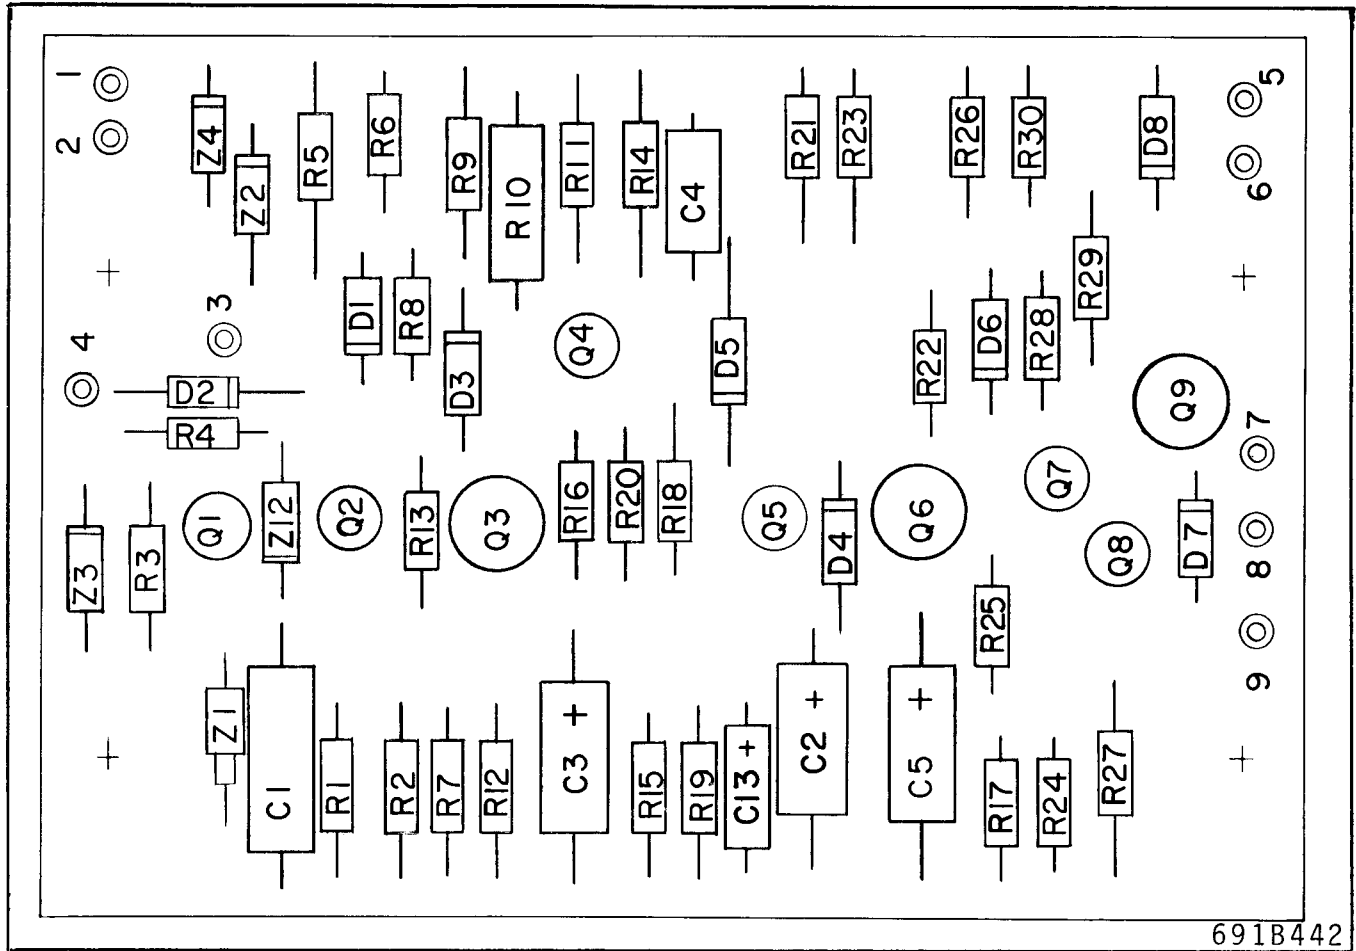 1
2
Z4
Z2
R5
R6
R9
R10
R11
R14
C4
R21
R23
R26
R30
D8
5
6
3
4
D1
R8
D3
Q4
D5
R22
D6
R28
R29
Q9
7
D2
R4
Z3
R3
Q1
Z12
Q2
R13
Q3
R16
R20
R18
Q5
D4
Q6
Q7
Q8
D7
8
9
R25
Z1
C1
R1
R2
R7
R12
C3 +
R15
R19
C13 +
C2 +
C5 +
R17
R24
R27
691B442